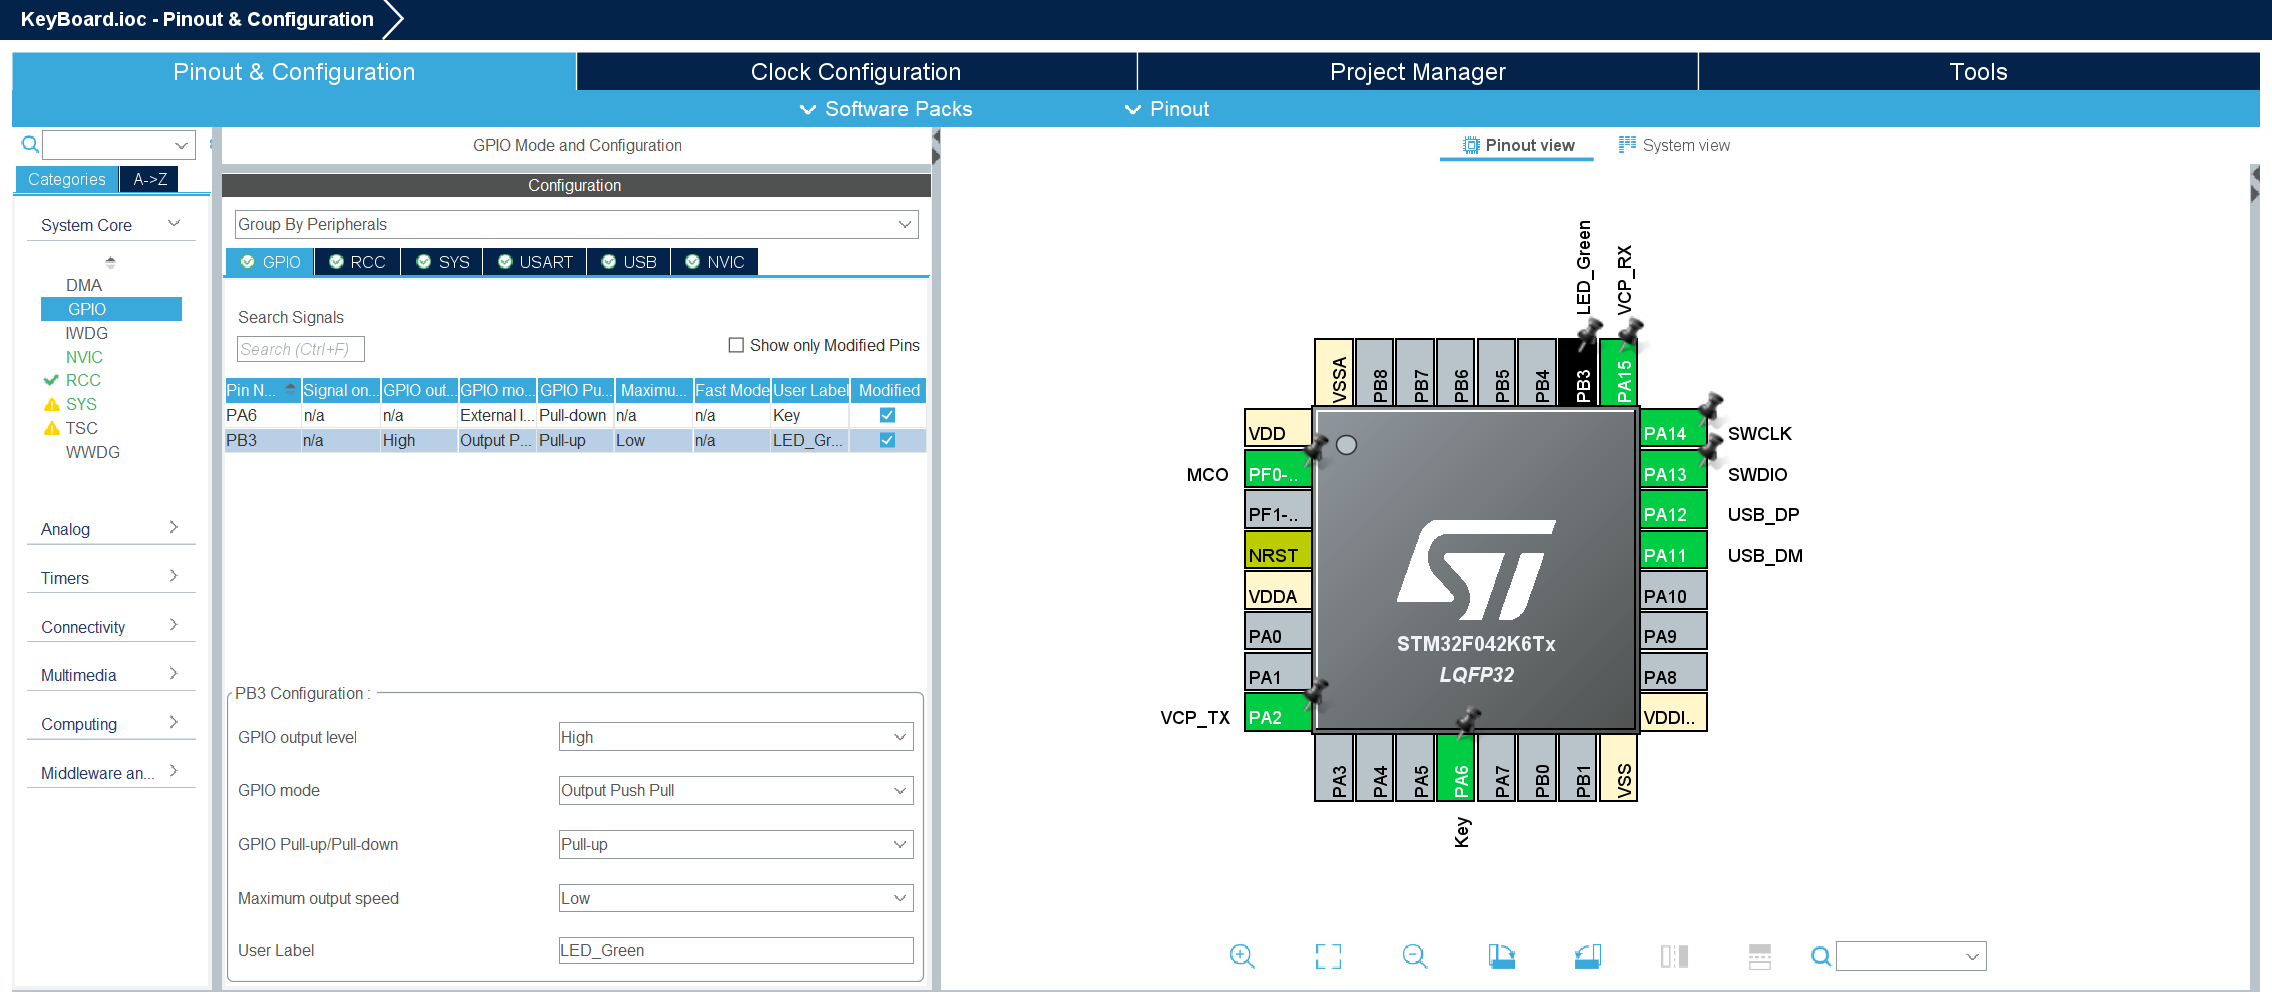 KeyBoard.ioc - Pinout & Configuration
Pinout & Configuration
Clock Configuration
Project Manager
Tools
Software Packs
Pinout
Categories
A->Z
System Core
DMA
GPIO
IWDG
NVIC
RCC
SYS
TSC
WWDG
Analog
Timers
Connectivity
Multimedia
Computing
Middleware an...
GPIO Mode and Configuration
Configuration
Group By Peripherals
GPIO
RCC
SYS
USART
USB
NVIC
Search Signals
Search (Ctrl+F)
Show only Modified Pins
Pin N... Signal on... GPIO out... GPIO mo... GPIO Pu... Maximu... Fast Mode User Label Modified
PA6 n/a n/a External I... Pull-down n/a n/a Key
PB3 n/a High Output P... Pull-up Low n/a LED_Gr...
PB3 Configuration :
GPIO output level High
GPIO mode Output Push Pull
GPIO Pull-up/Pull-down Pull-up
Maximum output speed Low
User Label LED_Green
Pinout view
System view
LED_Green
VCP_RX
VSSA
PB8
PB7
PB6
PB5
PB4
PB3
PA15
VDD
MCO PF0-..
PF1-..
NRST
VDDA
PA0
PA1
VCP_TX PA2
STM32F042K6Tx
LQFP32
PA14 SWCLK
PA13 SWDIO
PA12 USB_DP
PA11 USB_DM
PA10
PA9
PA8
VDDI..
PA3
PA4
PA5
PA6
PA7
PB0
PB1
VSS
Key